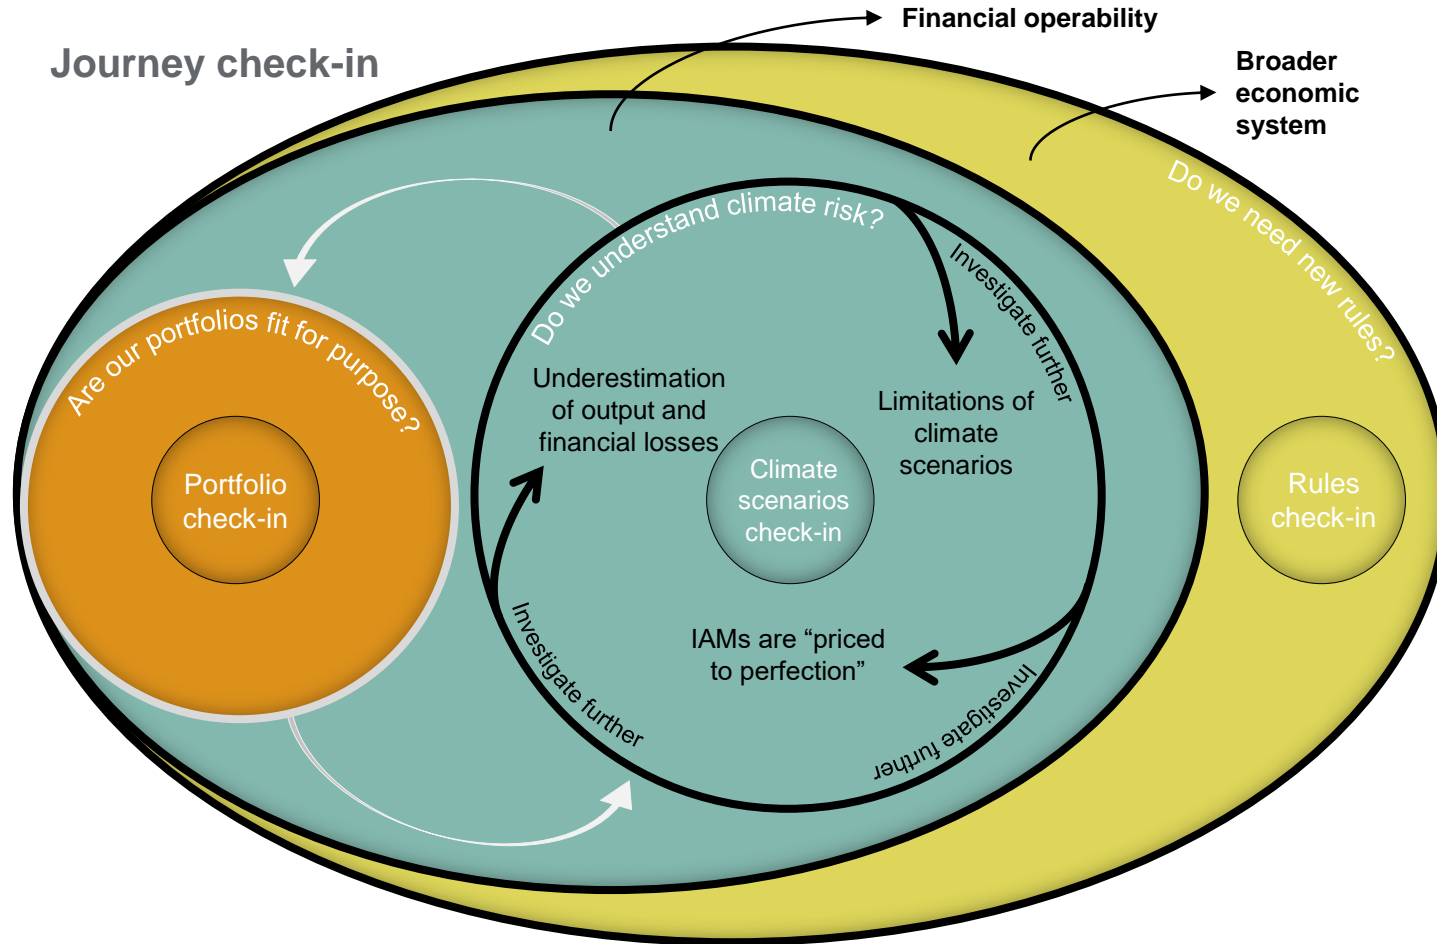 Financial operability
Journey check-in
Broader
economic
system
Do we need new rules?
Do we understand climate risk?
Investigate further
Are our portfolios fit for purpose?
Underestimation
of output and
financial losses
Limitations of
climate
scenarios
Portfolio
check-in
Climate
scenarios
check-in
Rules
check-in
IAMs are “priced
to perfection”
Investigate further
Investigate further